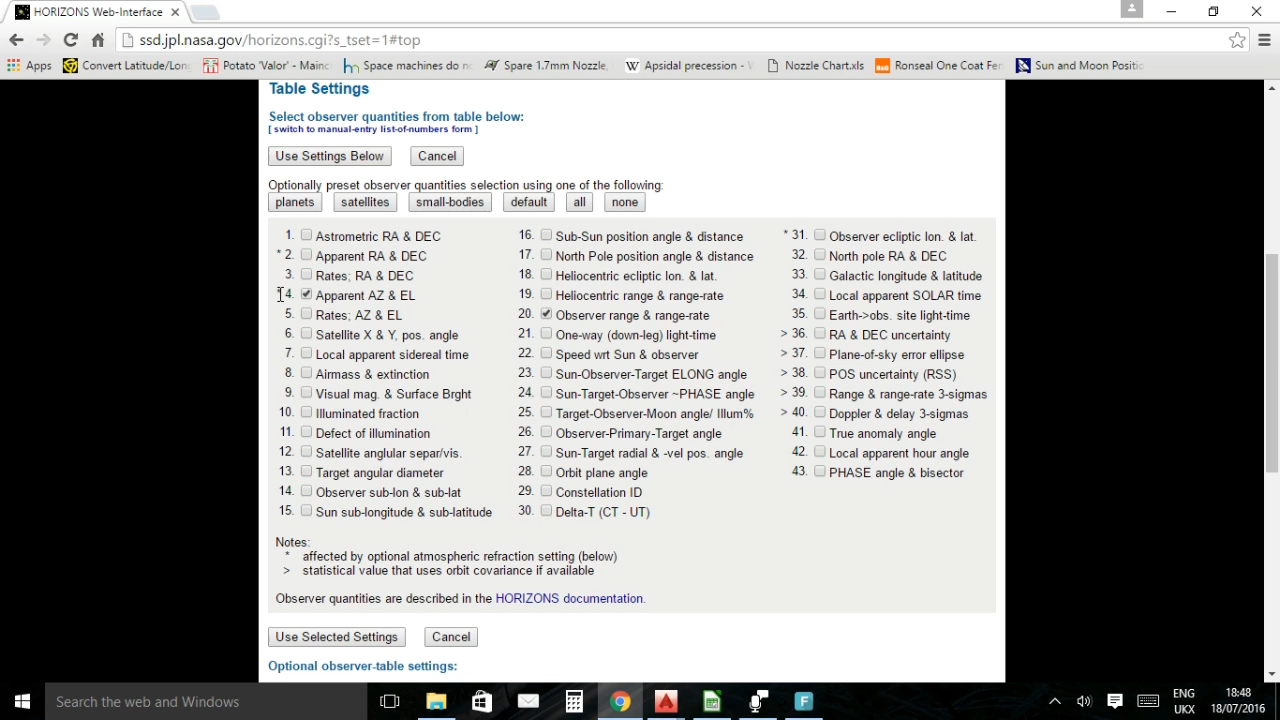 HORIZONS Web-Interface
ssd.jpl.nasa.gov/horizons.cgi?s_tset=1#top
Apps Convert Latitude/Lon Potato 'Valor' - Mainc Space machines do n Spare 1.7mm Nozzle, Apsidal precession - Nozzle Chart.xls Ronseal One Coat Fen Sun and Moon Positio
Table Settings
Select observer quantities from table below:
[ switch to manual-entry list-of-numbers form ]
Use Settings Below Cancel
Optionally preset observer quantities selection using one of the following:
planets satellites small-bodies default all none
1. Astrometric RA & DEC
* 2. Apparent RA & DEC
3. Rates; RA & DEC
* 4. Apparent AZ & EL
5. Rates; AZ & EL
6. Satellite X & Y, pos. angle
7. Local apparent sidereal time
8. Airmass & extinction
9. Visual mag. & Surface Brght
10. Illuminated fraction
11. Defect of illumination
12. Satellite anglular separ/vis.
13. Target angular diameter
14. Observer sub-lon & sub-lat
15. Sun sub-longitude & sub-latitude
16. Sub-Sun position angle & distance
17. North Pole position angle & distance
18. Heliocentric ecliptic lon. & lat.
19. Heliocentric range & range-rate
20. Observer range & range-rate
21. One-way (down-leg) light-time
22. Speed wrt Sun & observer
23. Sun-Observer-Target ELONG angle
24. Sun-Target-Observer ~PHASE angle
25. Target-Observer-Moon angle/ Illum%
26. Observer-Primary-Target angle
27. Sun-Target radial & -vel pos. angle
28. Orbit plane angle
29. Constellation ID
30. Delta-T (CT - UT)
* 31. Observer ecliptic lon. & lat.
32. North pole RA & DEC
33. Galactic longitude & latitude
34. Local apparent SOLAR time
35. Earth->obs. site light-time
> 36. RA & DEC uncertainty
> 37. Plane-of-sky error ellipse
> 38. POS uncertainty (RSS)
> 39. Range & range-rate 3-sigmas
> 40. Doppler & delay 3-sigmas
41. True anomaly angle
42. Local apparent hour angle
43. PHASE angle & bisector
Notes:
* affected by optional atmospheric refraction setting (below)
> statistical value that uses orbit covariance if available
Observer quantities are described in the HORIZONS documentation.
Use Selected Settings Cancel
Optional observer-table settings:
Search the web and Windows
ENG
UKX
18:48
18/07/2016